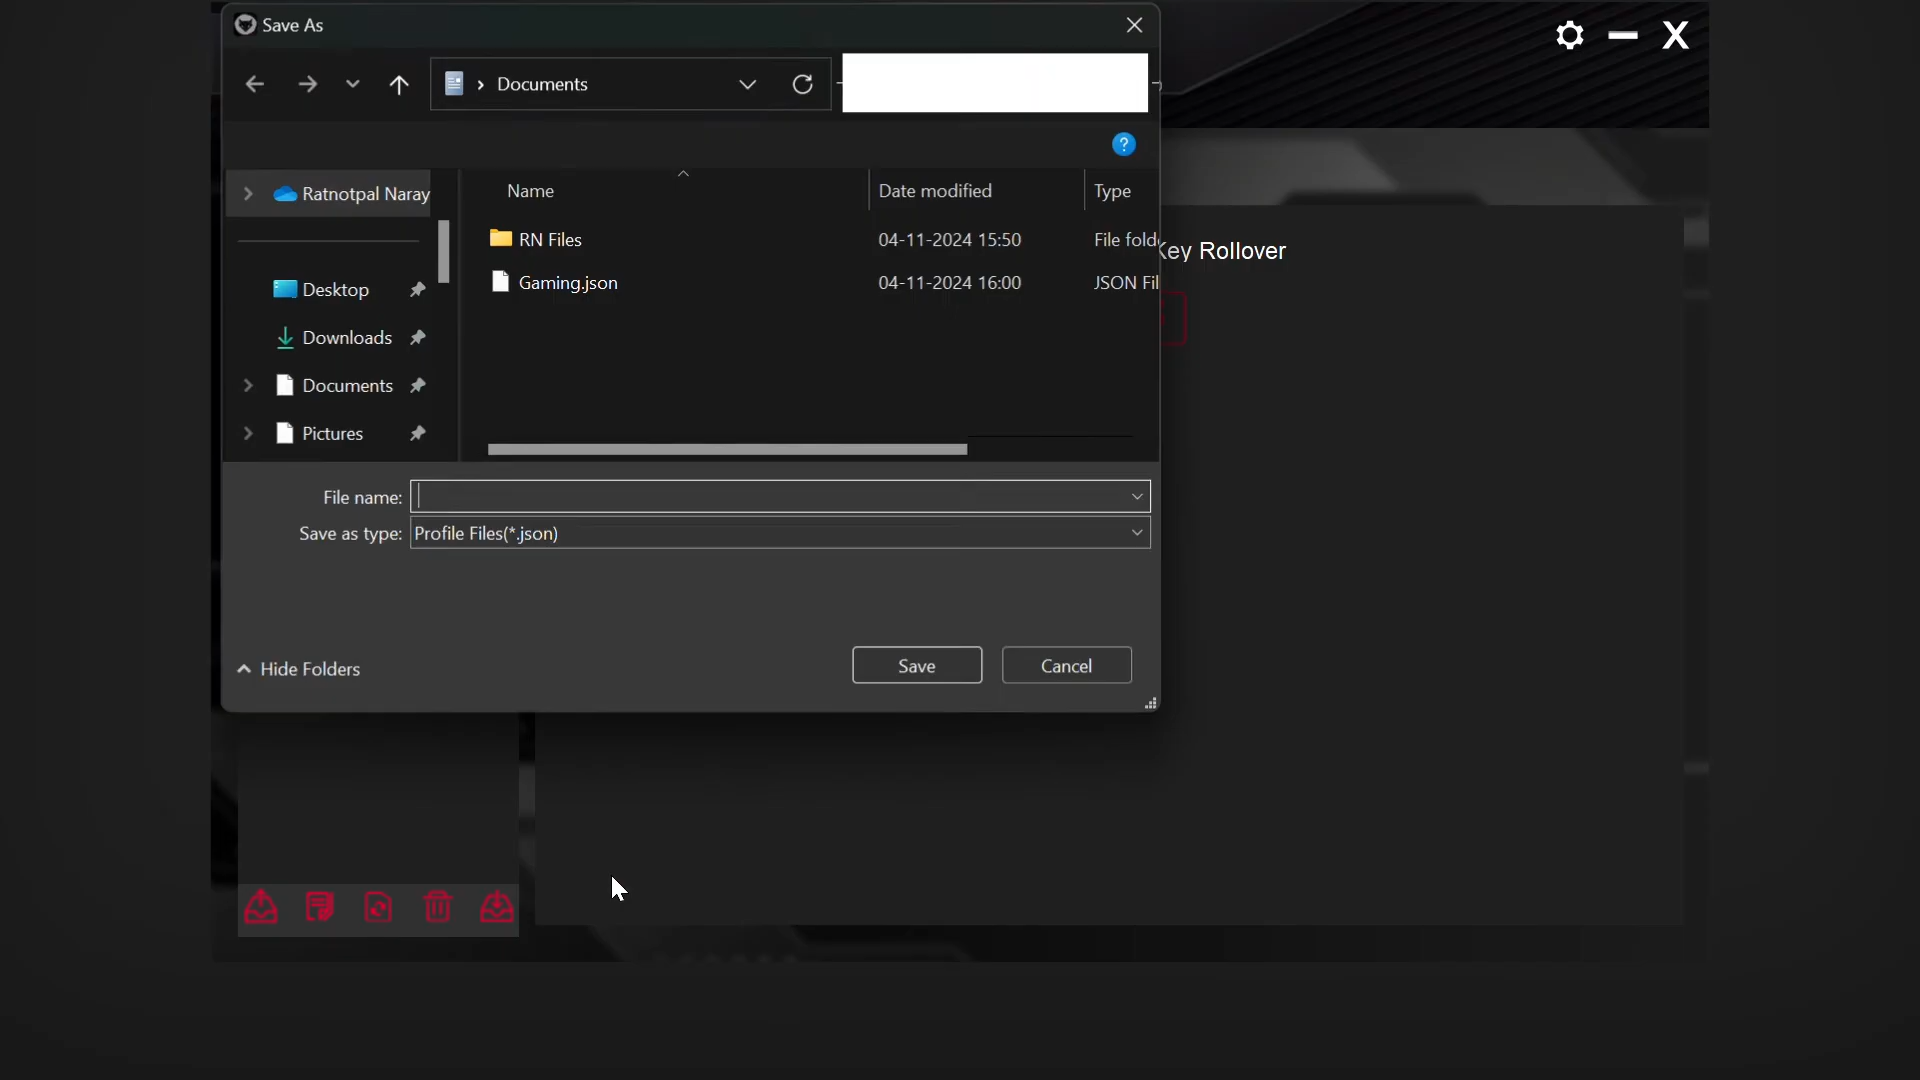 Save As
X
Documents
?
Ratnotpal Naray
Name
Date modified
Type
RN Files
04-11-2024 15:50
File fold
Key Rollover
Gaming.json
04-11-2024 16:00
JSON Fil
Desktop
Downloads
Documents
Pictures
File name:
Save as type:
Profile Files(*.json)
Hide Folders
Save
Cancel